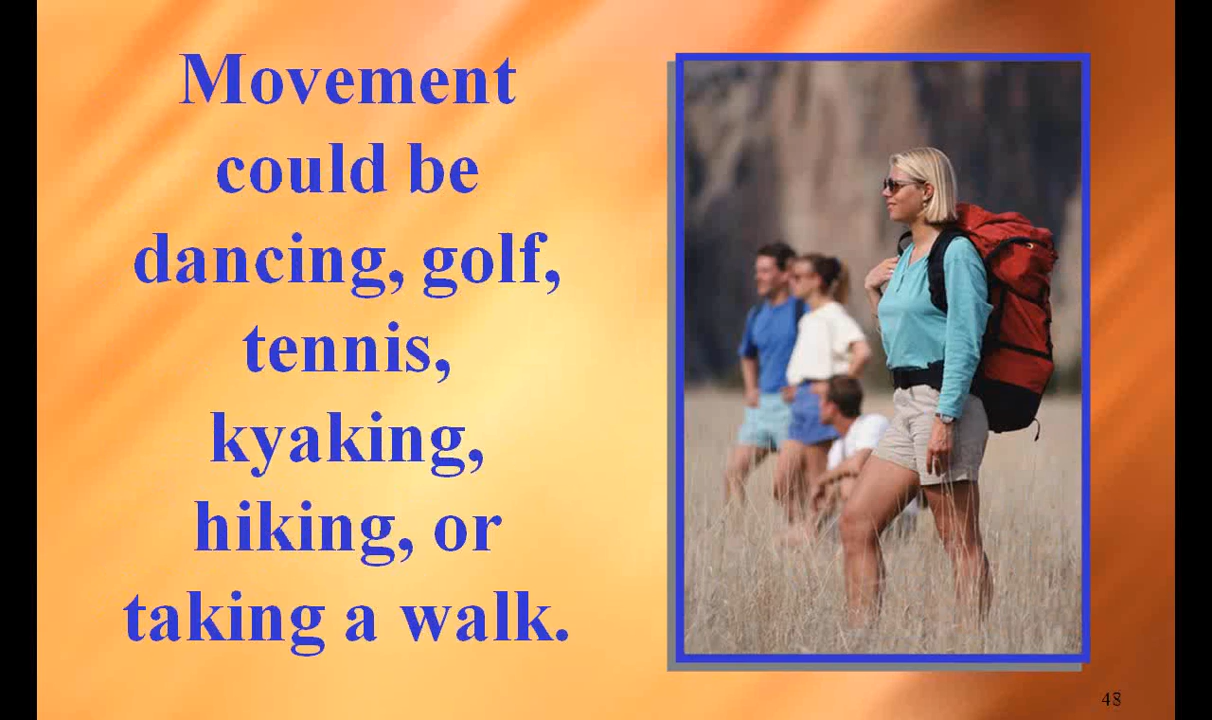 Movement
could be
dancing, golf,
tennis,
kyaking,
hiking, or
taking a walk.
48